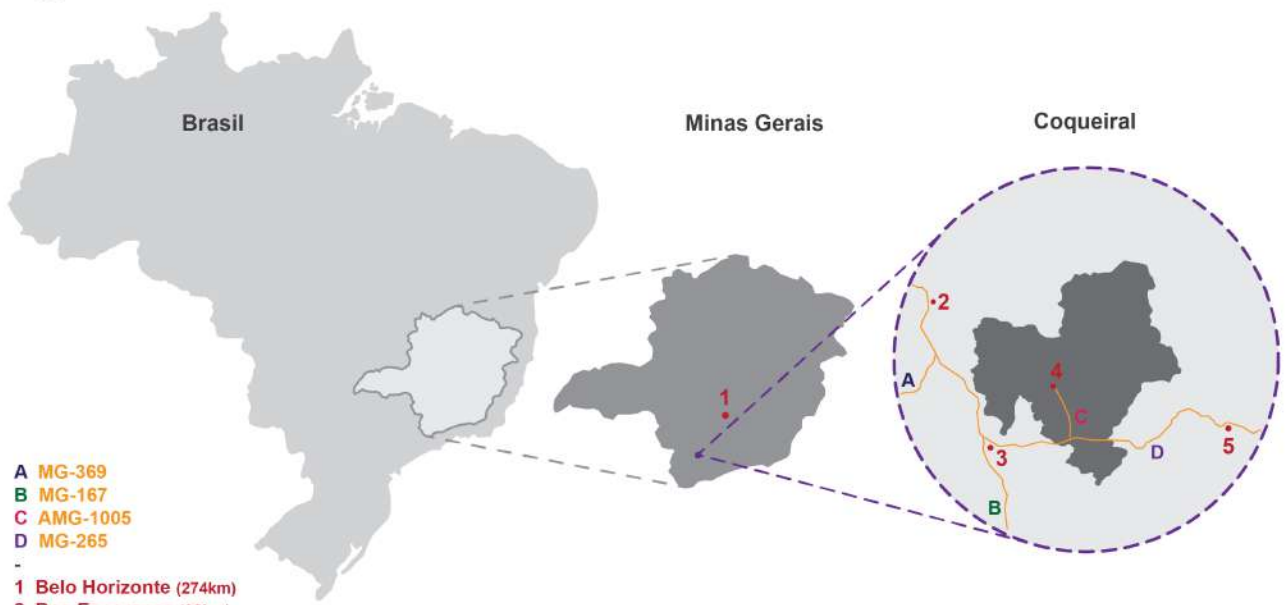 Brasil
Minas Gerais
Coqueiral
2
A
4
1
C
3
5
D
B
A MG-369
B MG-167
C AMG-1005
D MG-265
-
1 Belo Horizonte (274km)